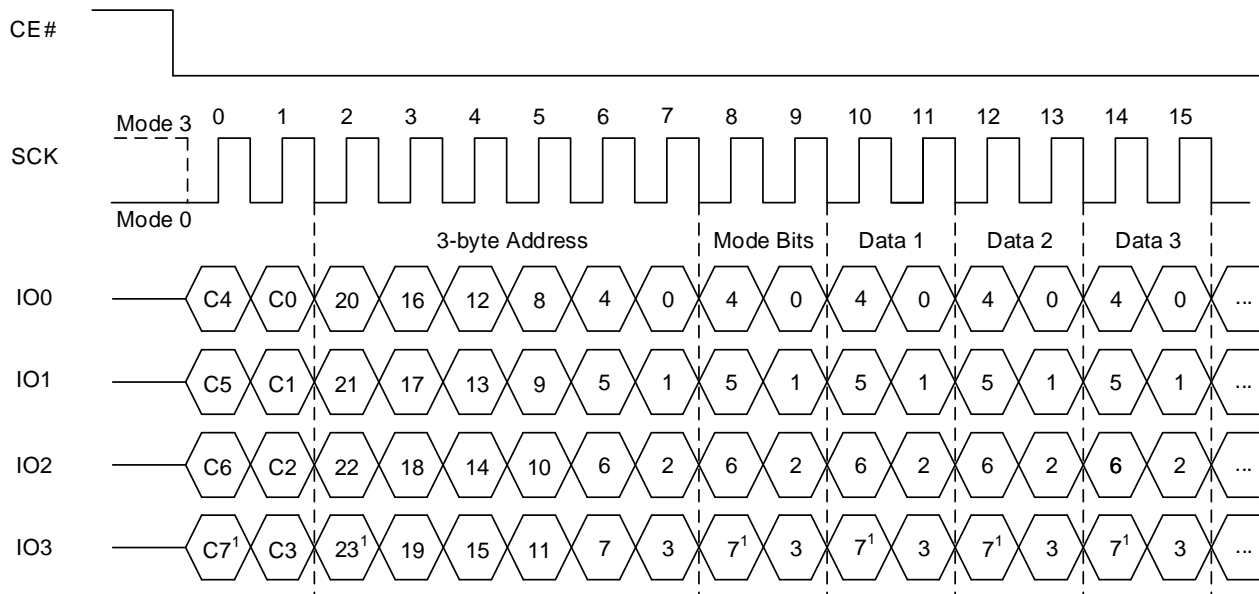 CE#
Mode 3 0 1 2 3 4 5 6 7 8 9 10 11 12 13 14 15
SCK
Mode 0
3-byte Address Mode Bits Data 1 Data 2 Data 3
IO0 C4 C0 20 16 12 8 4 0 4 0 4 0 4 0 4 0 ...
IO1 C5 C1 21 17 13 9 5 1 5 1 5 1 5 1 5 1 ...
IO2 C6 C2 22 18 14 10 6 2 6 2 6 2 6 2 6 2 ...
IO3 C7¹ C3 23¹ 19 15 11 7 3 7¹ 3 7¹ 3 7¹ 3 7¹ 3 ...